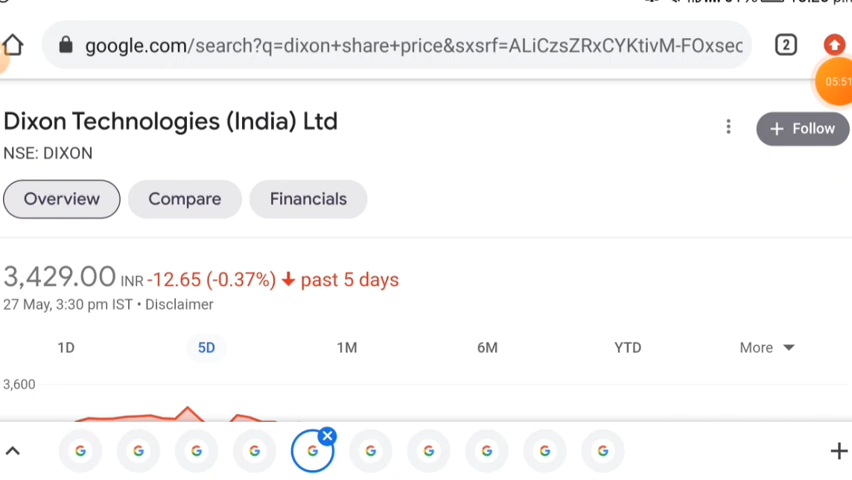 google.com/search?q=dixon+share+price&sxsrf=ALiCzsZRxCYKtivM-FOxsec
2
05:51
Dixon Technologies (India) Ltd
+ Follow
NSE: DIXON
Overview
Compare
Financials
3,429.00 INR -12.65 (-0.37%) ↓ past 5 days
27 May, 3:30 pm IST • Disclaimer
1D
5D
1M
6M
YTD
More
3,600
G G G G G G G G G G